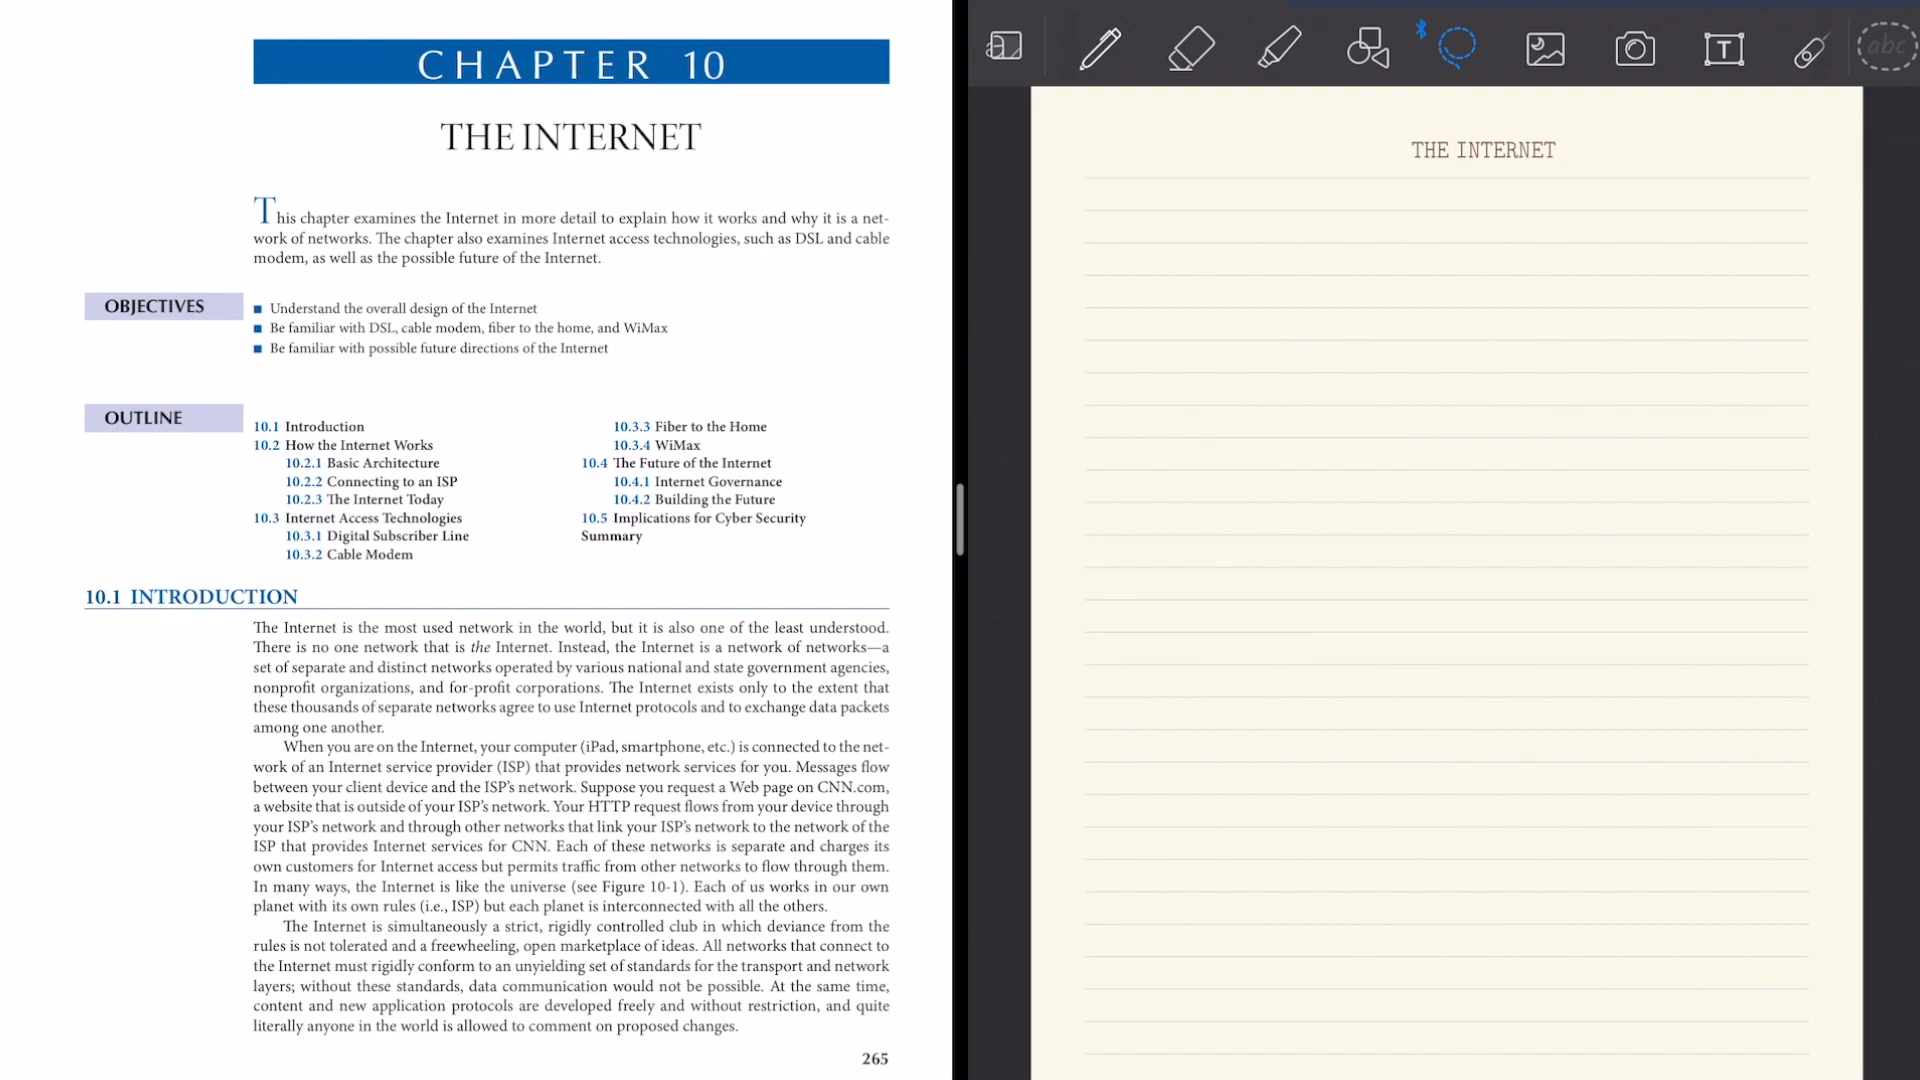 CHAPTER 10
THE INTERNET
This chapter examines the Internet in more detail to explain how it works and why it is a net-
work of networks. The chapter also examines Internet access technologies, such as DSL and cable
modem, as well as the possible future of the Internet.
OBJECTIVES
■ Understand the overall design of the Internet
■ Be familiar with DSL, cable modem, fiber to the home, and WiMax
■ Be familiar with possible future directions of the Internet
OUTLINE
10.1 Introduction
10.2 How the Internet Works
10.2.1 Basic Architecture
10.2.2 Connecting to an ISP
10.2.3 The Internet Today
10.3 Internet Access Technologies
10.3.1 Digital Subscriber Line
10.3.2 Cable Modem
10.3.3 Fiber to the Home
10.3.4 WiMax
10.4 The Future of the Internet
10.4.1 Internet Governance
10.4.2 Building the Future
10.5 Implications for Cyber Security
Summary
10.1 INTRODUCTION
The Internet is the most used network in the world, but it is also one of the least understood.
There is no one network that is the Internet. Instead, the Internet is a network of networks—a
set of separate and distinct networks operated by various national and state government agencies,
nonprofit organizations, and for-profit corporations. The Internet exists only to the extent that
these thousands of separate networks agree to use Internet protocols and to exchange data packets
among one another.
When you are on the Internet, your computer (iPad, smartphone, etc.) is connected to the net-
work of an Internet service provider (ISP) that provides network services for you. Messages flow
between your client device and the ISP's network. Suppose you request a Web page on CNN.com,
a website that is outside of your ISP's network. Your HTTP request flows from your device through
your ISP's network and through other networks that link your ISP's network to the network of the
ISP that provides Internet services for CNN. Each of these networks is separate and charges its
own customers for Internet access but permits traffic from other networks to flow through them.
In many ways, the Internet is like the universe (see Figure 10-1). Each of us works in our own
planet with its own rules (i.e., ISP) but each planet is interconnected with all the others.
The Internet is simultaneously a strict, rigidly controlled club in which deviance from the
rules is not tolerated and a freewheeling, open marketplace of ideas. All networks that connect to
the Internet must rigidly conform to an unyielding set of standards for the transport and network
layers; without these standards, data communication would not be possible. At the same time,
content and new application protocols are developed freely and without restriction, and quite
literally anyone in the world is allowed to comment on proposed changes.
265
T
abc
THE INTERNET